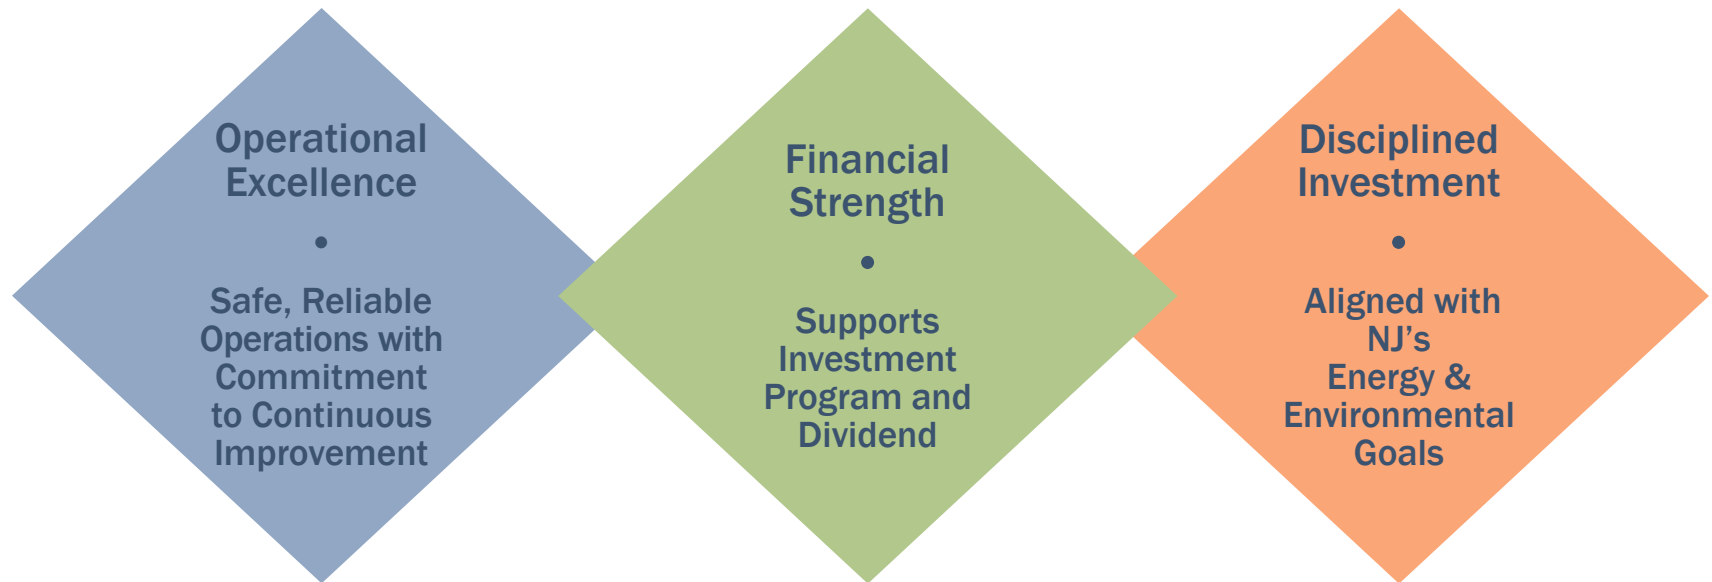 Operational
Excellence
•
Safe, Reliable
Operations with
Commitment
to Continuous
Improvement
Financial
Strength
•
Supports
Investment
Program and
Dividend
Disciplined
Investment
•
Aligned with
NJ’s
Energy &
Environmental
Goals